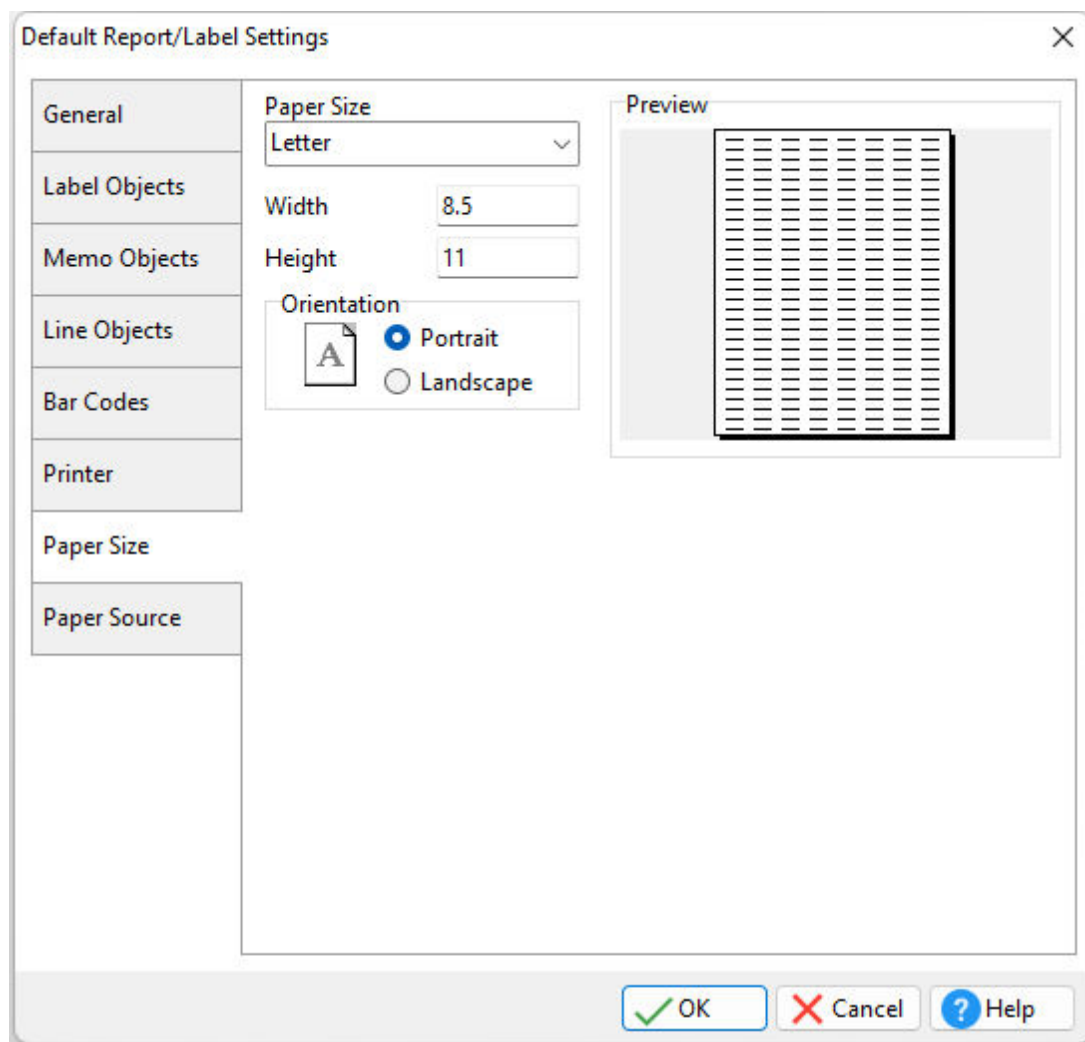 Default Report/Label Settings
General
Label Objects
Memo Objects
Line Objects
Bar Codes
Printer
Paper Size
Paper Source
Paper Size
Letter
Width 8.5
Height 11
Orientation
A
Portrait
Landscape
Preview
OK
Cancel
? Help